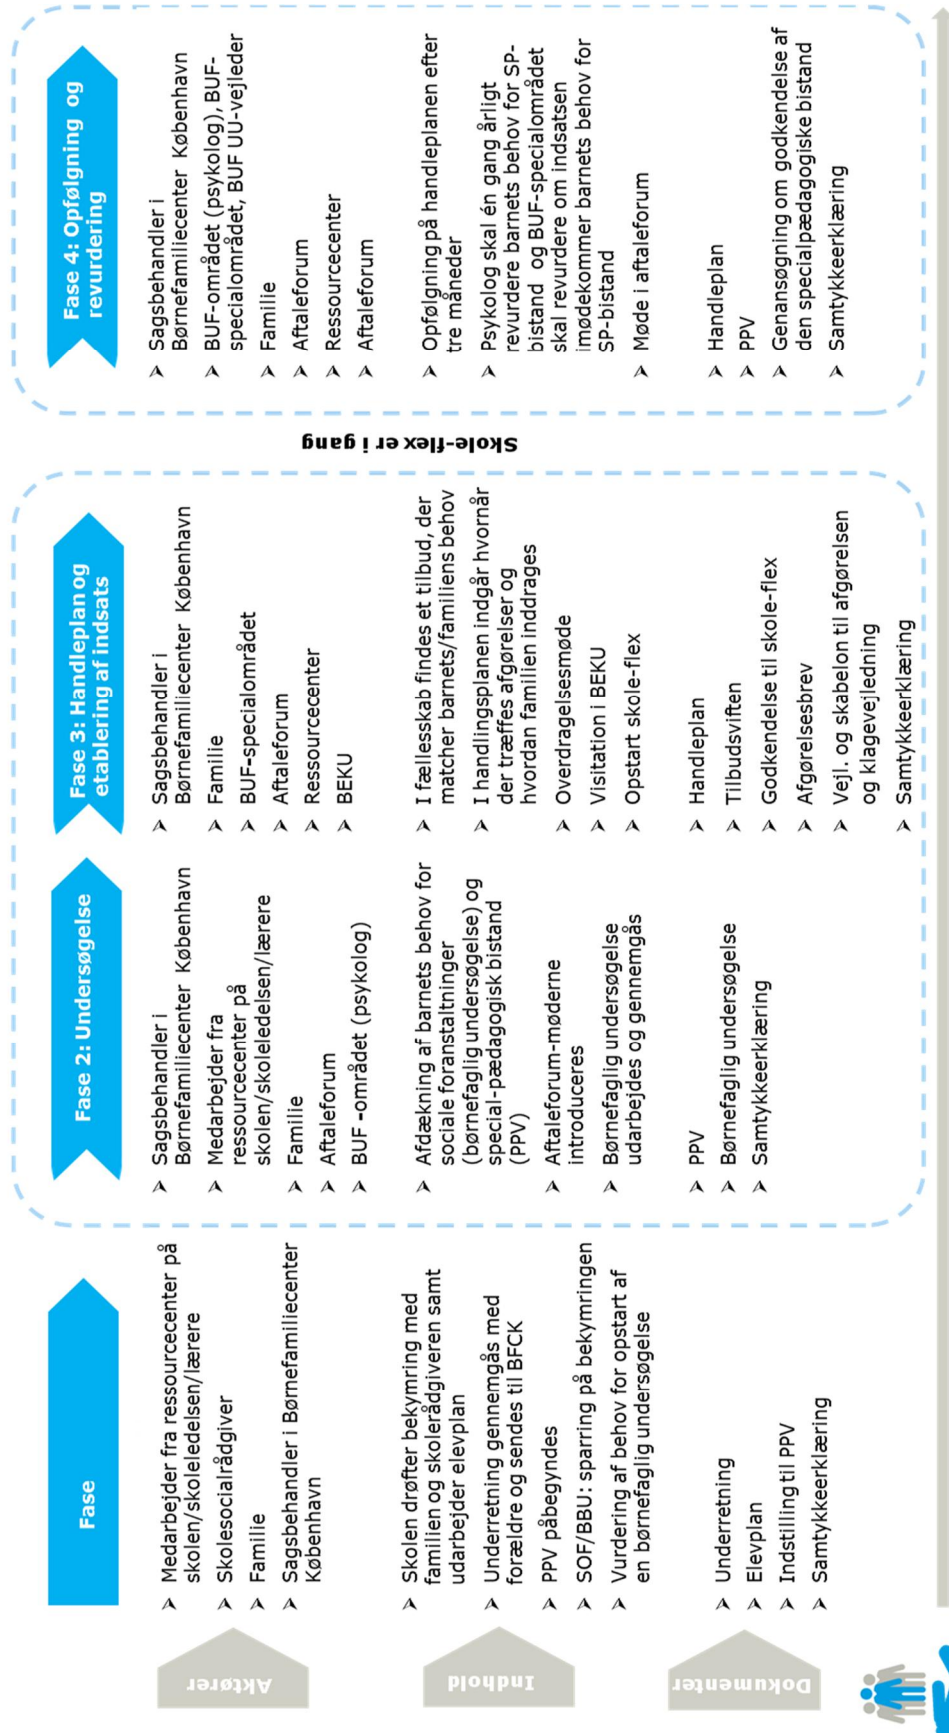 Fase
Fase 2: Undersøgelse
Fase 3: Handleplan og
etablering af indsats
Fase 4: Opfølgning og
revurdering
Aktører
➢ Medarbejder fra ressourcecenter på
skolen/skoleledelsen/lærere
➢ Skolesocialrådgiver
➢ Familie
➢ Sagsbehandler i Børnefamiliecenter
København
➢ Sagsbehandler i
Børnefamiliecenter København
➢ Medarbejder fra
ressourcecenter på
skolen/skoleledelsen/lærere
➢ Familie
➢ Aftaleforum
➢ BUF -området (psykolog)
➢ Sagsbehandler i
Børnefamiliecenter København
➢ Familie
➢ BUF-specialområdet
➢ Aftaleforum
➢ Ressourcecenter
➢ BEKU
➢ Sagsbehandler i
Børnefamiliecenter København
➢ BUF-området (psykolog), BUF-
specialområdet, BUF UU-vejleder
➢ Familie
➢ Aftaleforum
➢ Ressourcecenter
➢ Aftaleforum
Skole-flex er i gang
Indhold
➢ Skolen drøfter bekymring med
familien og skolerådgiveren samt
udarbejder elevplan
➢ Underretning gennemgås med
forældre og sendes til BFCK
➢ PPV påbegyndes
➢ SOF/BBU: sparring på bekymringen
➢ Vurdering af behov for opstart af
en børnefaglig undersøgelse
➢ Afdækning af barnets behov for
sociale foranstaltninger
(børnefaglig undersøgelse) og
special-pædagogisk bistand
(PPV)
➢ Aftaleforum-møderne
introduceres
➢ Børnefaglig undersøgelse
udarbejdes og gennemgås
➢ I fællesskab findes et tilbud, der
matcher barnets/familiens behov
➢ I handlingsplanen indgår hvornår
der træffes afgørelser og
hvordan familien inddrages
➢ Overdragelsesmøde
➢ Visitation i BEKU
➢ Opstart skole-flex
➢ Opfølgning på handleplanen efter
tre måneder
➢ Psykolog skal én gang årligt
revurdere barnets behov for SP-
bistand og BUF-specialområdet
skal revurdere om indsatsen
imødekommer barnets behov for
SP-bistand
➢ Møde i aftaleforum
Dokumenter
➢ Underretning
➢ Elevplan
➢ Indstilling til PPV
➢ Samtykkeerklæring
➢ PPV
➢ Børnefaglig undersøgelse
➢ Samtykkeerklæring
➢ Handleplan
➢ Tilbudsviften
➢ Godkendelse til skole-flex
➢ Afgørelsesbrev
➢ Vejl. og skabelon til afgørelsen
og klagevejledning
➢ Samtykkeerklæring
➢ Handleplan
➢ PPV
➢ Genansøgning om godkendelse af
den specialpædagogiske bistand
➢ Samtykkeerklæring